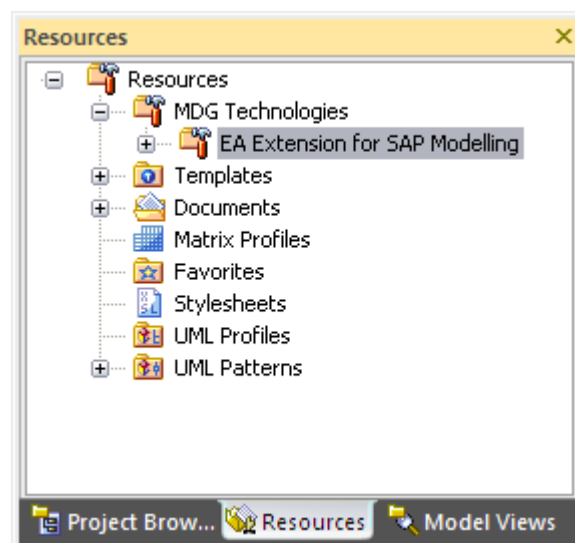 Resources
Resources
MDG Technologies
EA Extension for SAP Modelling
Templates
Documents
Matrix Profiles
Favorites
Stylesheets
UML Profiles
UML Patterns
Project Brow... Resources Model Views